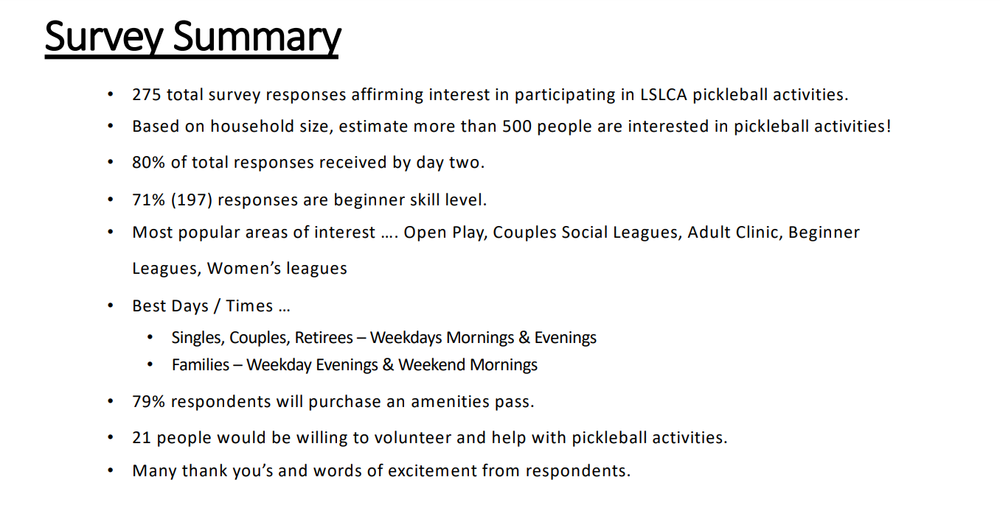 Survey Summary
• 275 total survey responses affirming interest in participating in LSLCA pickleball activities.
• Based on household size, estimate more than 500 people are interested in pickleball activities!
• 80% of total responses received by day two.
• 71% (197) responses are beginner skill level.
• Most popular areas of interest …. Open Play, Couples Social Leagues, Adult Clinic, Beginner
Leagues, Women’s leagues
• Best Days / Times …
• Singles, Couples, Retirees – Weekdays Mornings & Evenings
• Families – Weekday Evenings & Weekend Mornings
• 79% respondents will purchase an amenities pass.
• 21 people would be willing to volunteer and help with pickleball activities.
• Many thank you’s and words of excitement from respondents.